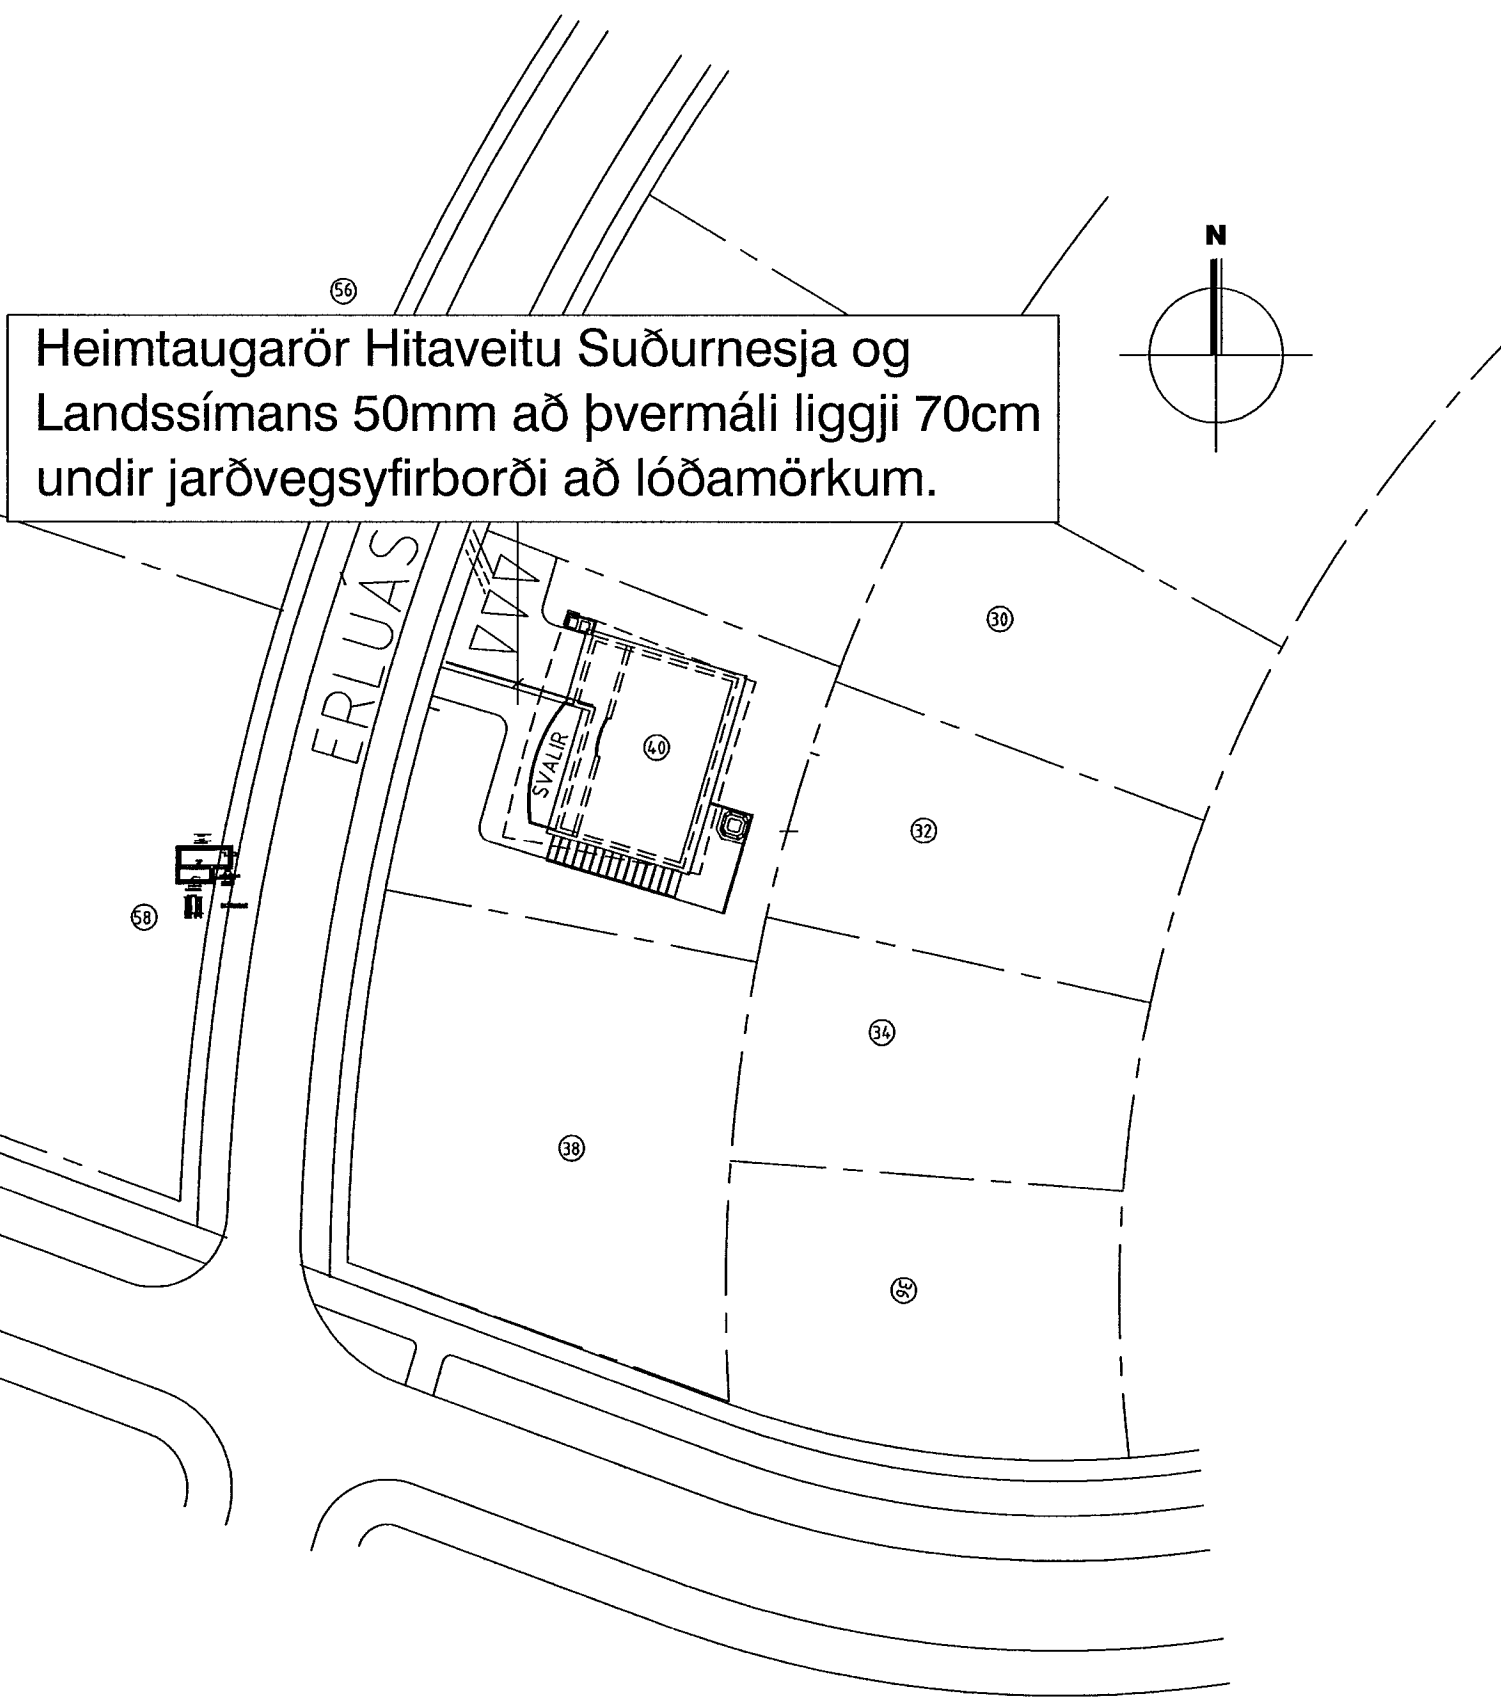 N
56
Heimtaugarör Hitaveitu Suðurnesja og
Landssímans 50mm að þvermáli liggji 70cm
undir jarðvegsyfirborði að lóðamörkum.
ERLUÁS
30
40
SVALIR
32
58
34
38
36